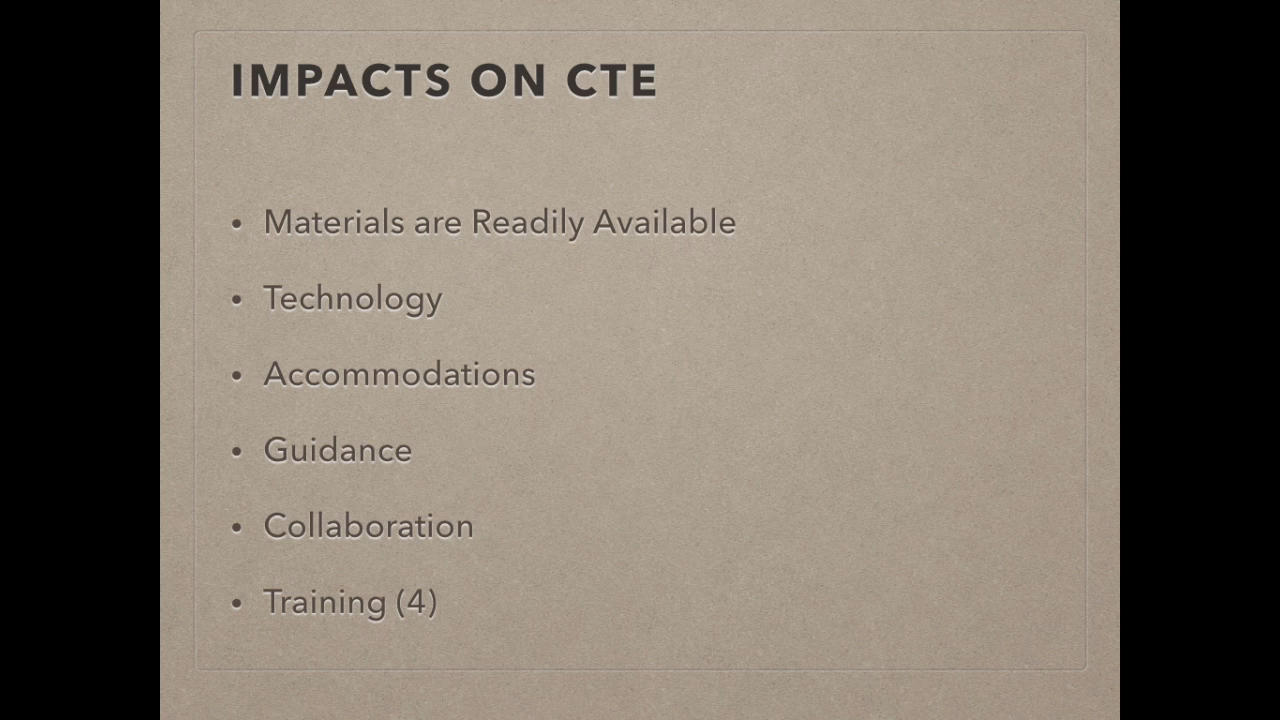 IMPACTS ON CTE
• Materials are Readily Available
• Technology
• Accommodations
• Guidance
• Collaboration
• Training (4)